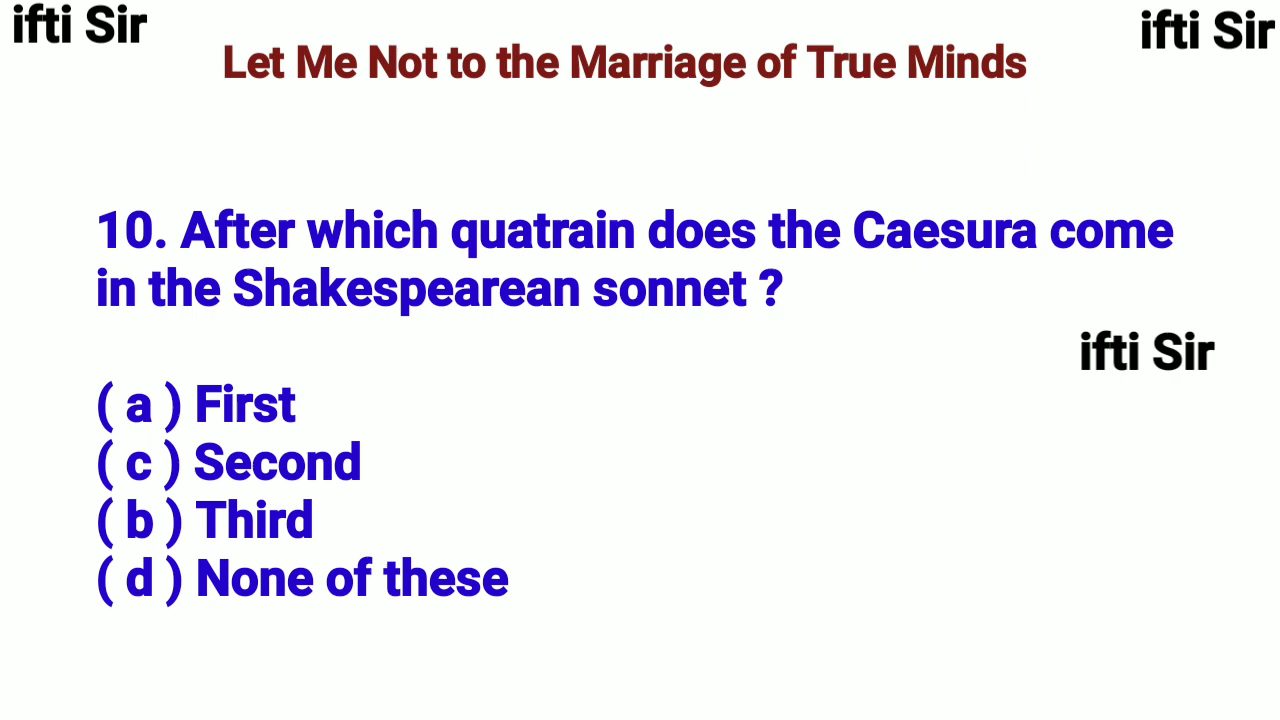 ifti Sir
ifti Sir
Let Me Not to the Marriage of True Minds
10. After which quatrain does the Caesura come
in the Shakespearean sonnet ?
ifti Sir
( a ) First
( c ) Second
( b ) Third
( d ) None of these